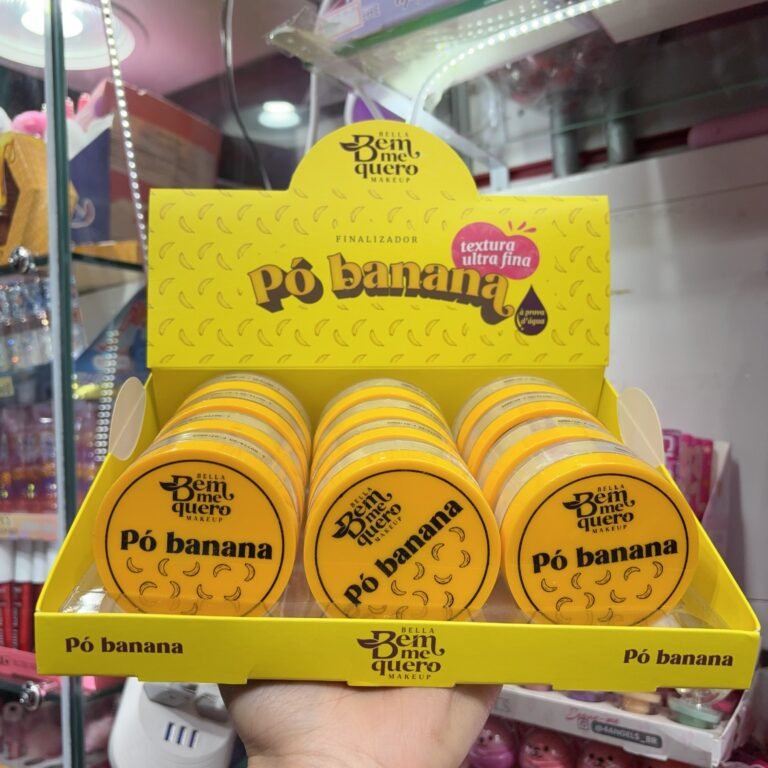 BELLA
Bem
me
quero
MAKEUP
FINALIZADOR
Pó banana
textura
ultra fina
à prova
d'água
BELLA
Bem
me
quero
MAKEUP
Pó banana
BELLA
Bem
me
quero
MAKEUP
Pó banana
BELLA
Bem
me
quero
MAKEUP
Pó banana
Pó banana
BELLA
Bem
me
quero
MAKEUP
Pó banana
@44ANGELS_BR